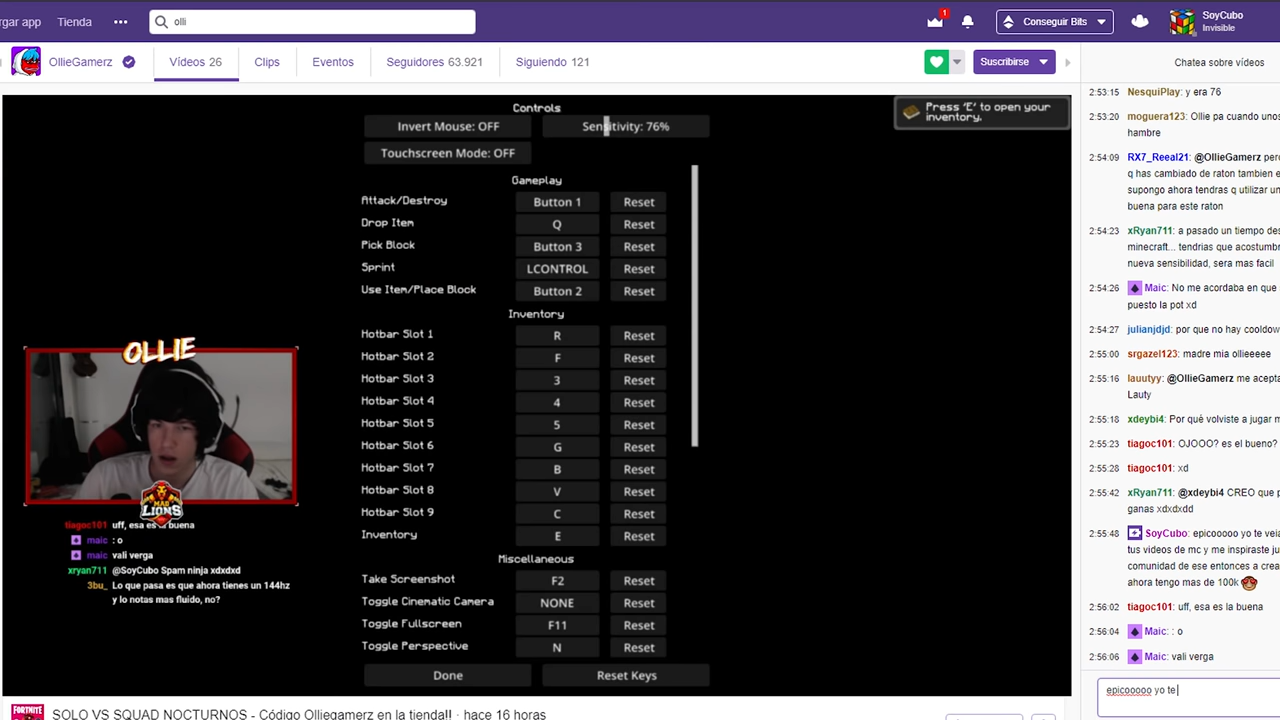 rgar app Tienda ••• olli 1 Conseguir Bits SoyCubo
Invisible
OllieGamerz Vídeos 26 Clips Eventos Seguidores 63.921 Siguiendo 121 Suscribirse Chatea sobre vídeos
Controls
Invert Mouse: OFF Sensitivity: 76%
Touchscreen Mode: OFF
Press 'E' to open your
inventory.
Gameplay
Attack/Destroy Button 1 Reset
Drop Item Q Reset
Pick Block Button 3 Reset
Sprint LCONTROL Reset
Use Item/Place Block Button 2 Reset
Inventory
Hotbar Slot 1 R Reset
Hotbar Slot 2 F Reset
Hotbar Slot 3 3 Reset
Hotbar Slot 4 4 Reset
Hotbar Slot 5 5 Reset
Hotbar Slot 6 G Reset
Hotbar Slot 7 B Reset
Hotbar Slot 8 V Reset
Hotbar Slot 9 C Reset
Inventory E Reset
Miscellaneous
Take Screenshot F2 Reset
Toggle Cinematic Camera NONE Reset
Toggle Fullscreen F11 Reset
Toggle Perspective N Reset
Done Reset Keys
OLLIE
MAD
LIONS
tiagoc101 uff, esa es la buena
maic : o
maic vali verga
xryan711 @SoyCubo Spam ninja xdxdxd
3bu_ Lo que pasa es que ahora tienes un 144hz
y lo notas mas fluido, no?
2:53:15 NesquiPlay: y era 76
2:53:20 moguera123: Ollie pa cuando unos
hambre
2:54:09 RX7_Reeal21: @OllieGamerz per
q has cambiado de raton tambien e
supongo ahora tendras q utilizar un
buena para este raton
2:54:23 xRyan711: a pasado un tiempo des
minecraft... tendrias que acostumb
nueva sensibilidad, sera mas facil
2:54:26 Maic: No me acordaba en que
puesto la pot xd
2:54:27 julianjdjd: por que no hay cooldow
2:55:00 srgazel123: madre mia ollieeeee
2:55:16 lauutyy: @OllieGamerz me acepta
Lauty
2:55:18 xdeybi4: Por qué volviste a jugar m
2:55:23 tiagoc101: OJOOO? es el bueno?
2:55:28 tiagoc101: xd
2:55:42 xRyan711: @xdeybi4 CREO que p
ganas xdxdxdd
2:55:48 SoyCubo: epicooooo yo te veia
tus videos de mc y me inspiraste ju
comunidad de ese entonces a crea
ahora tengo mas de 100k
2:56:02 tiagoc101: uff, esa es la buena
2:56:04 Maic: : o
2:56:06 Maic: vali verga
epicooooo yo te
FORTNITE SOLO VS SQUAD NOCTURNOS - Código Olliegamerz en la tienda!! · hace 16 horas